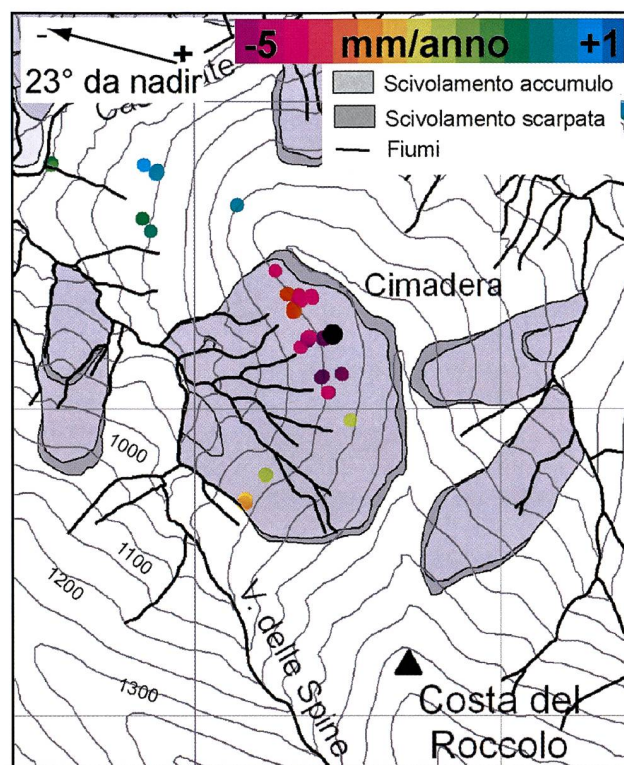 - +
23° da nadir
-5 mm/anno +1
Scivolamento accumulo
Scivolamento scarpata
Fiumi
Cimadera
1000
1100
1200
1300
V. delle Spine
Costa del
Roccolo